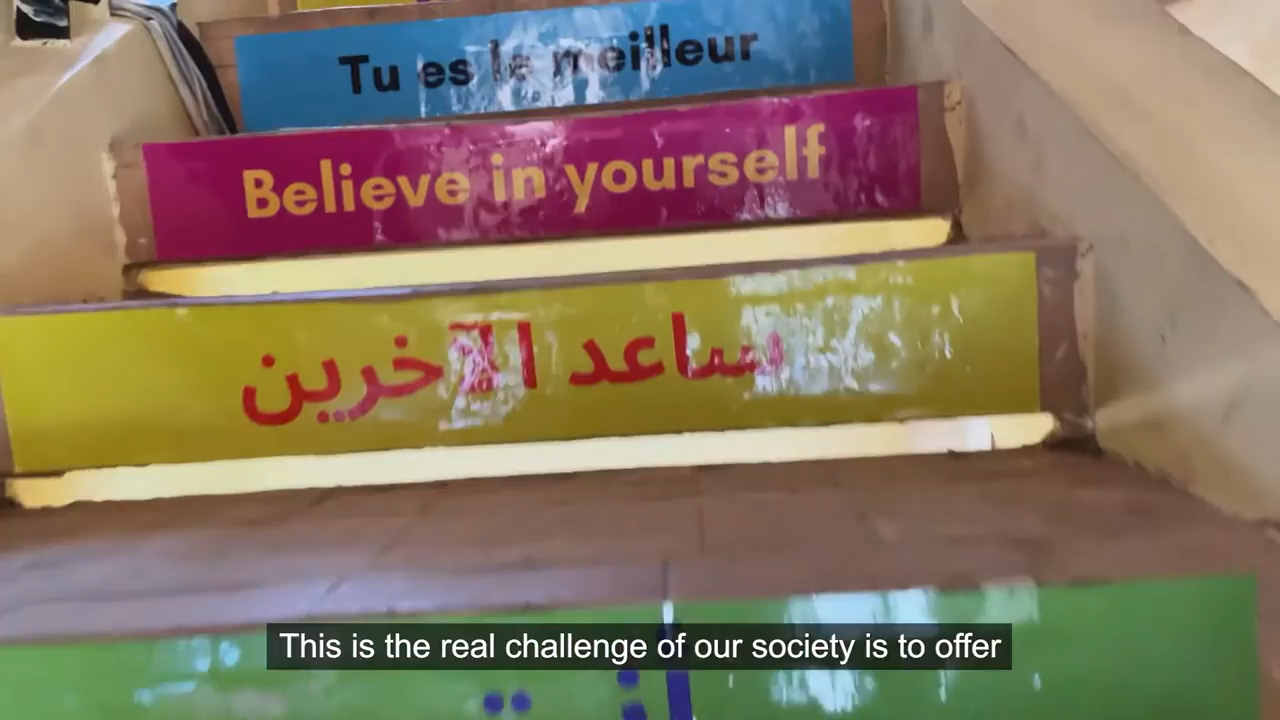 Tu es le meilleur
Believe in yourself
ساعد الآخرين
This is the real challenge of our society is to offer